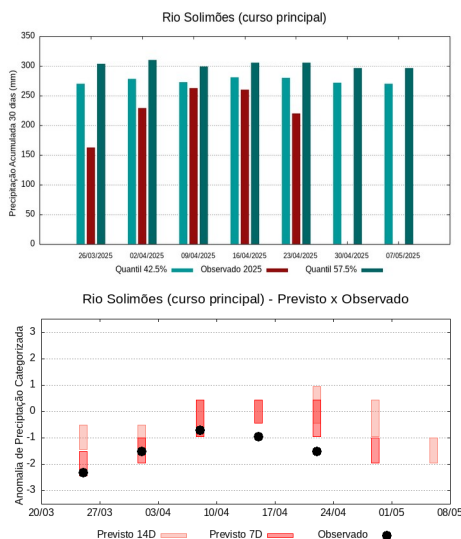 Rio Solimões (curso principal)
Precipitação Acumulada 30 dias (mm)
350
300
250
200
150
100
50
0
26/03/2025 02/04/2025 09/04/2025 16/04/2025 23/04/2025 30/04/2025 07/05/2025
Quantil 42.5% Observado 2025 Quantil 57.5%
Rio Solimões (curso principal) - Previsto x Observado
Anomalia de Precipitação Categorizada
3
2
1
0
-1
-2
-3
20/03 27/03 03/04 10/04 17/04 24/04 01/05 08/05
Previsto 14D Previsto 7D Observado